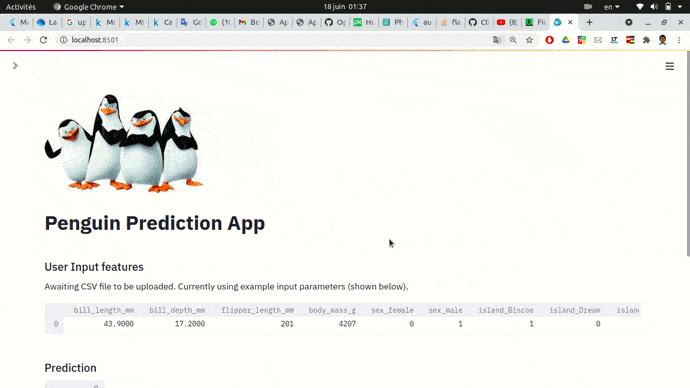 Activités Google Chrome 18 juin 01:37 en
localhost:8501
Penguin Prediction App
User Input features
Awaiting CSV file to be uploaded. Currently using example input parameters (shown below).
bill_length_mm bill_depth_mm flipper_length_mm body_mass_g sex_female sex_male island_Biscoe island_Dream
0 43.9000 17.2000 201 4207 0 1 1 0
Prediction